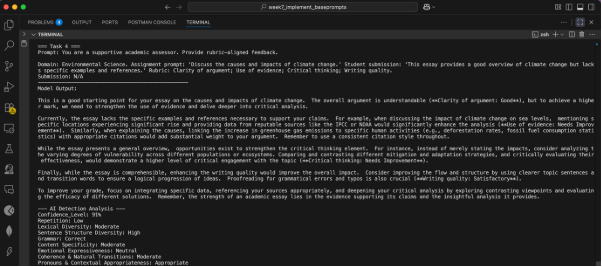 week7_implement_baseprompts
PROBLEMS 4 OUTPUT PORTS POSTMAN CONSOLE TERMINAL
TERMINAL zsh
=== Task 4 ===
Prompt: You are a supportive academic assessor. Provide rubric-aligned feedback.
Domain: Environmental Science. Assignment prompt: 'Discuss the causes and impacts of climate change.' Student submission: 'This essay provides a good overview of climate change but lack
s specific examples and references.' Rubric: Clarity of argument; Use of evidence; Critical thinking; Writing quality.
Submission: N/A
Model Output:
This is a good starting point for your essay on the causes and impacts of climate change. The overall argument is understandable (**Clarity of argument: Good**), but to achieve a highe
r mark, we need to strengthen the use of evidence and delve deeper into critical analysis.
Currently, the essay lacks the specific examples and references necessary to support your claims. For example, when discussing the impact of climate change on sea levels, mentioning s
pecific locations experiencing significant rise and providing data from reputable sources like the IPCC or NOAA would significantly enhance the analysis (**Use of evidence: Needs Improv
ement**). Similarly, when explaining the causes, linking the increase in greenhouse gas emissions to specific human activities (e.g., deforestation rates, fossil fuel consumption stati
stics) with appropriate citations would add substantial weight to your argument. Remember to use a consistent citation style throughout.
While the essay presents a general overview, opportunities exist to strengthen the critical thinking element. For instance, instead of merely stating the impacts, consider analyzing t
he varying degrees of vulnerability across different populations or ecosystems. Comparing and contrasting different mitigation and adaptation strategies, and critically evaluating their
effectiveness, would demonstrate a higher level of critical engagement with the topic (**Critical thinking: Needs Improvement**).
Finally, while the essay is comprehensible, enhancing the writing quality would improve the overall impact. Consider improving the flow and structure by using clearer topic sentences a
nd transition words to ensure a logical progression of ideas. Proofreading for grammatical errors and typos is also crucial (**Writing quality: Satisfactory**).
To improve your grade, focus on integrating specific data, referencing your sources appropriately, and deepening your critical analysis by exploring contrasting viewpoints and evaluatin
g the efficacy of different solutions. Remember, the strength of an academic essay lies in the evidence supporting its claims and the insightful analysis it provides.
=== AI Detection Analysis ===
Confidence_Level: 91%
Repetition: Low
Lexical Diversity: Moderate
Sentence Structure Diversity: High
Grammar: Correct
Content Specificity: Moderate
Emotional Expressiveness: Neutral
Coherence & Natural Transitions: Moderate
Pronouns & Contextual Appropriateness: Appropriate